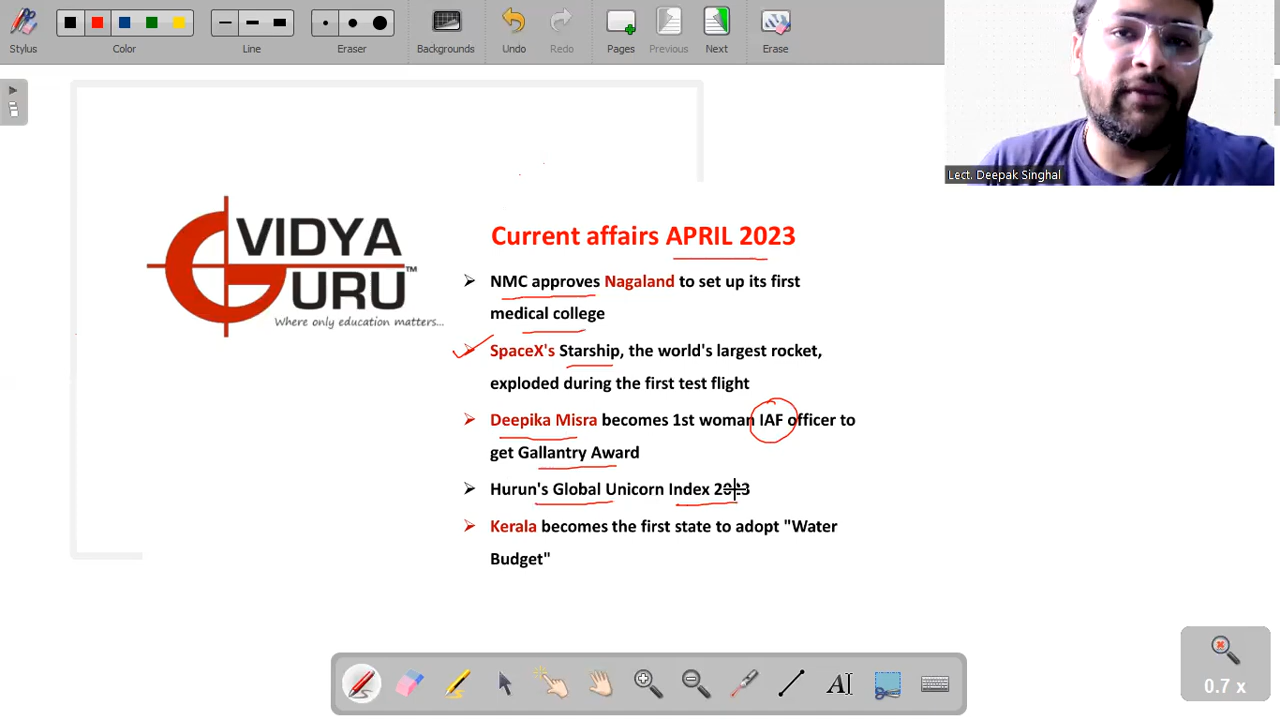 Stylus
Color
Line
Eraser
Backgrounds
Undo
Redo
Pages
Previous
Next
Erase
Lect. Deepak Singhal
VIDYA
GURU™
Where only education matters...
Current affairs APRIL 2023
➢ NMC approves Nagaland to set up its first
medical college
➢ SpaceX's Starship, the world's largest rocket,
exploded during the first test flight
➢ Deepika Misra becomes 1st woman IAF officer to
get Gallantry Award
➢ Hurun's Global Unicorn Index 2023
➢ Kerala becomes the first state to adopt "Water
Budget"
AI
0.7 x